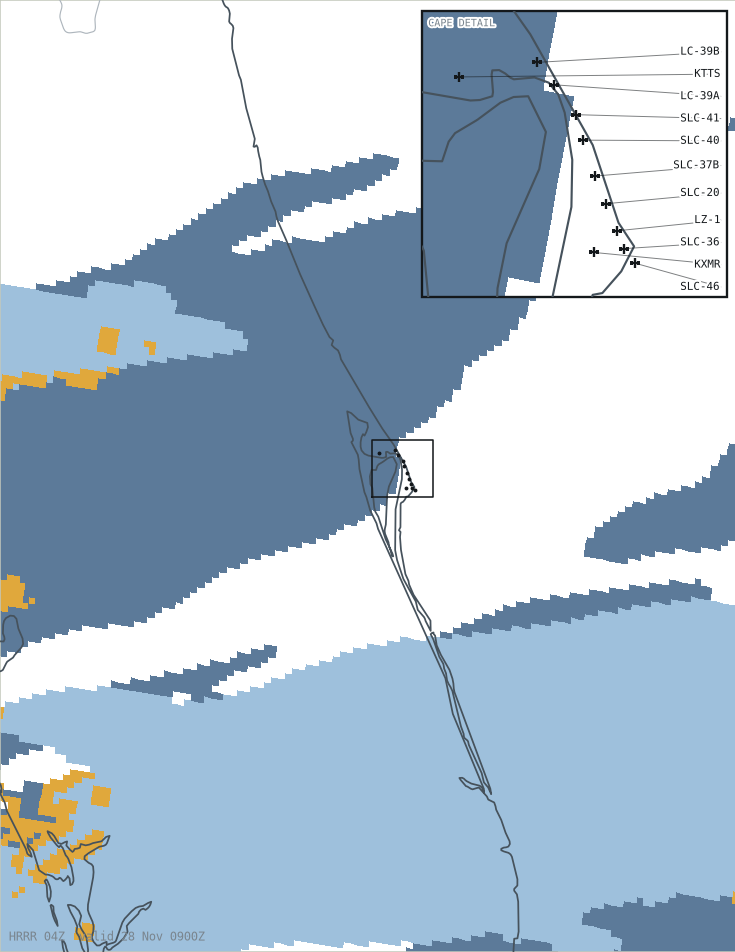 CAPE DETAIL
LC-39B
KTTS
LC-39A
SLC-41
SLC-40
SLC-37B
SLC-20
LZ-1
SLC-36
KXMR
SLC-46
HRRR 04Z valid 28 Nov 0900Z